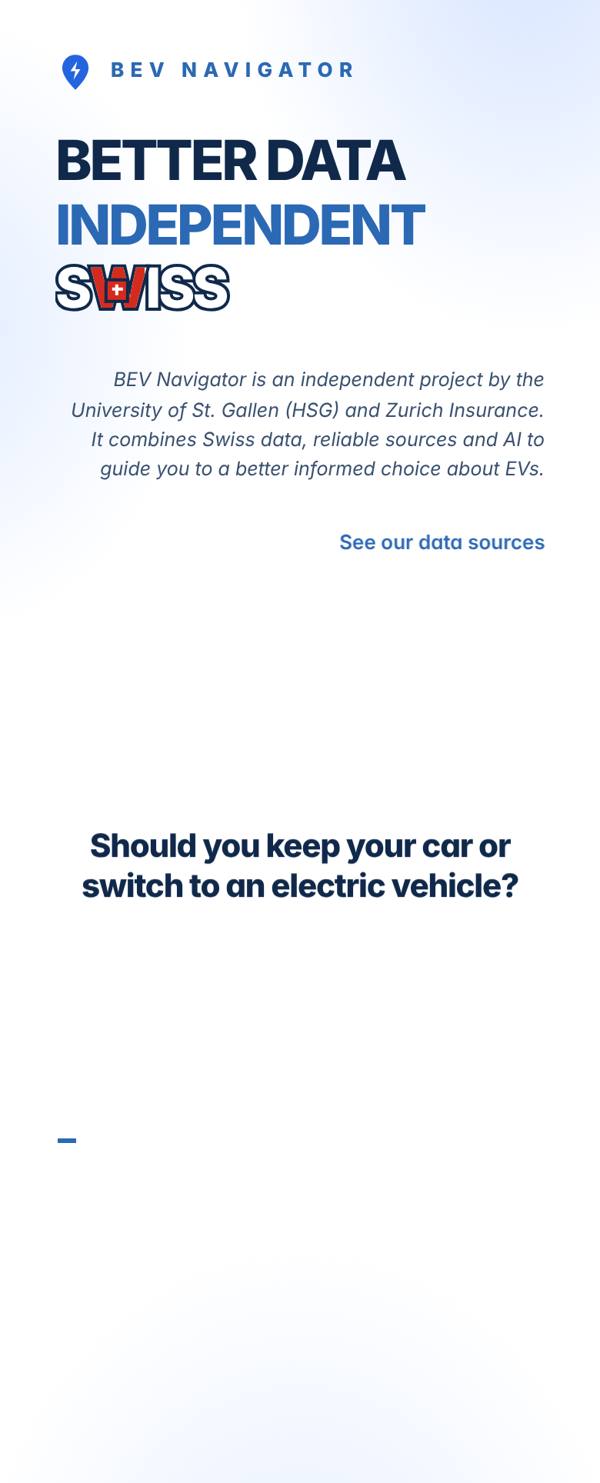 BEV NAVIGATOR
BETTER DATA
INDEPENDENT
SWISS
BEV Navigator is an independent project by the
University of St. Gallen (HSG) and Zurich Insurance.
It combines Swiss data, reliable sources and AI to
guide you to a better informed choice about EVs.
See our data sources
Should you keep your car or
switch to an electric vehicle?